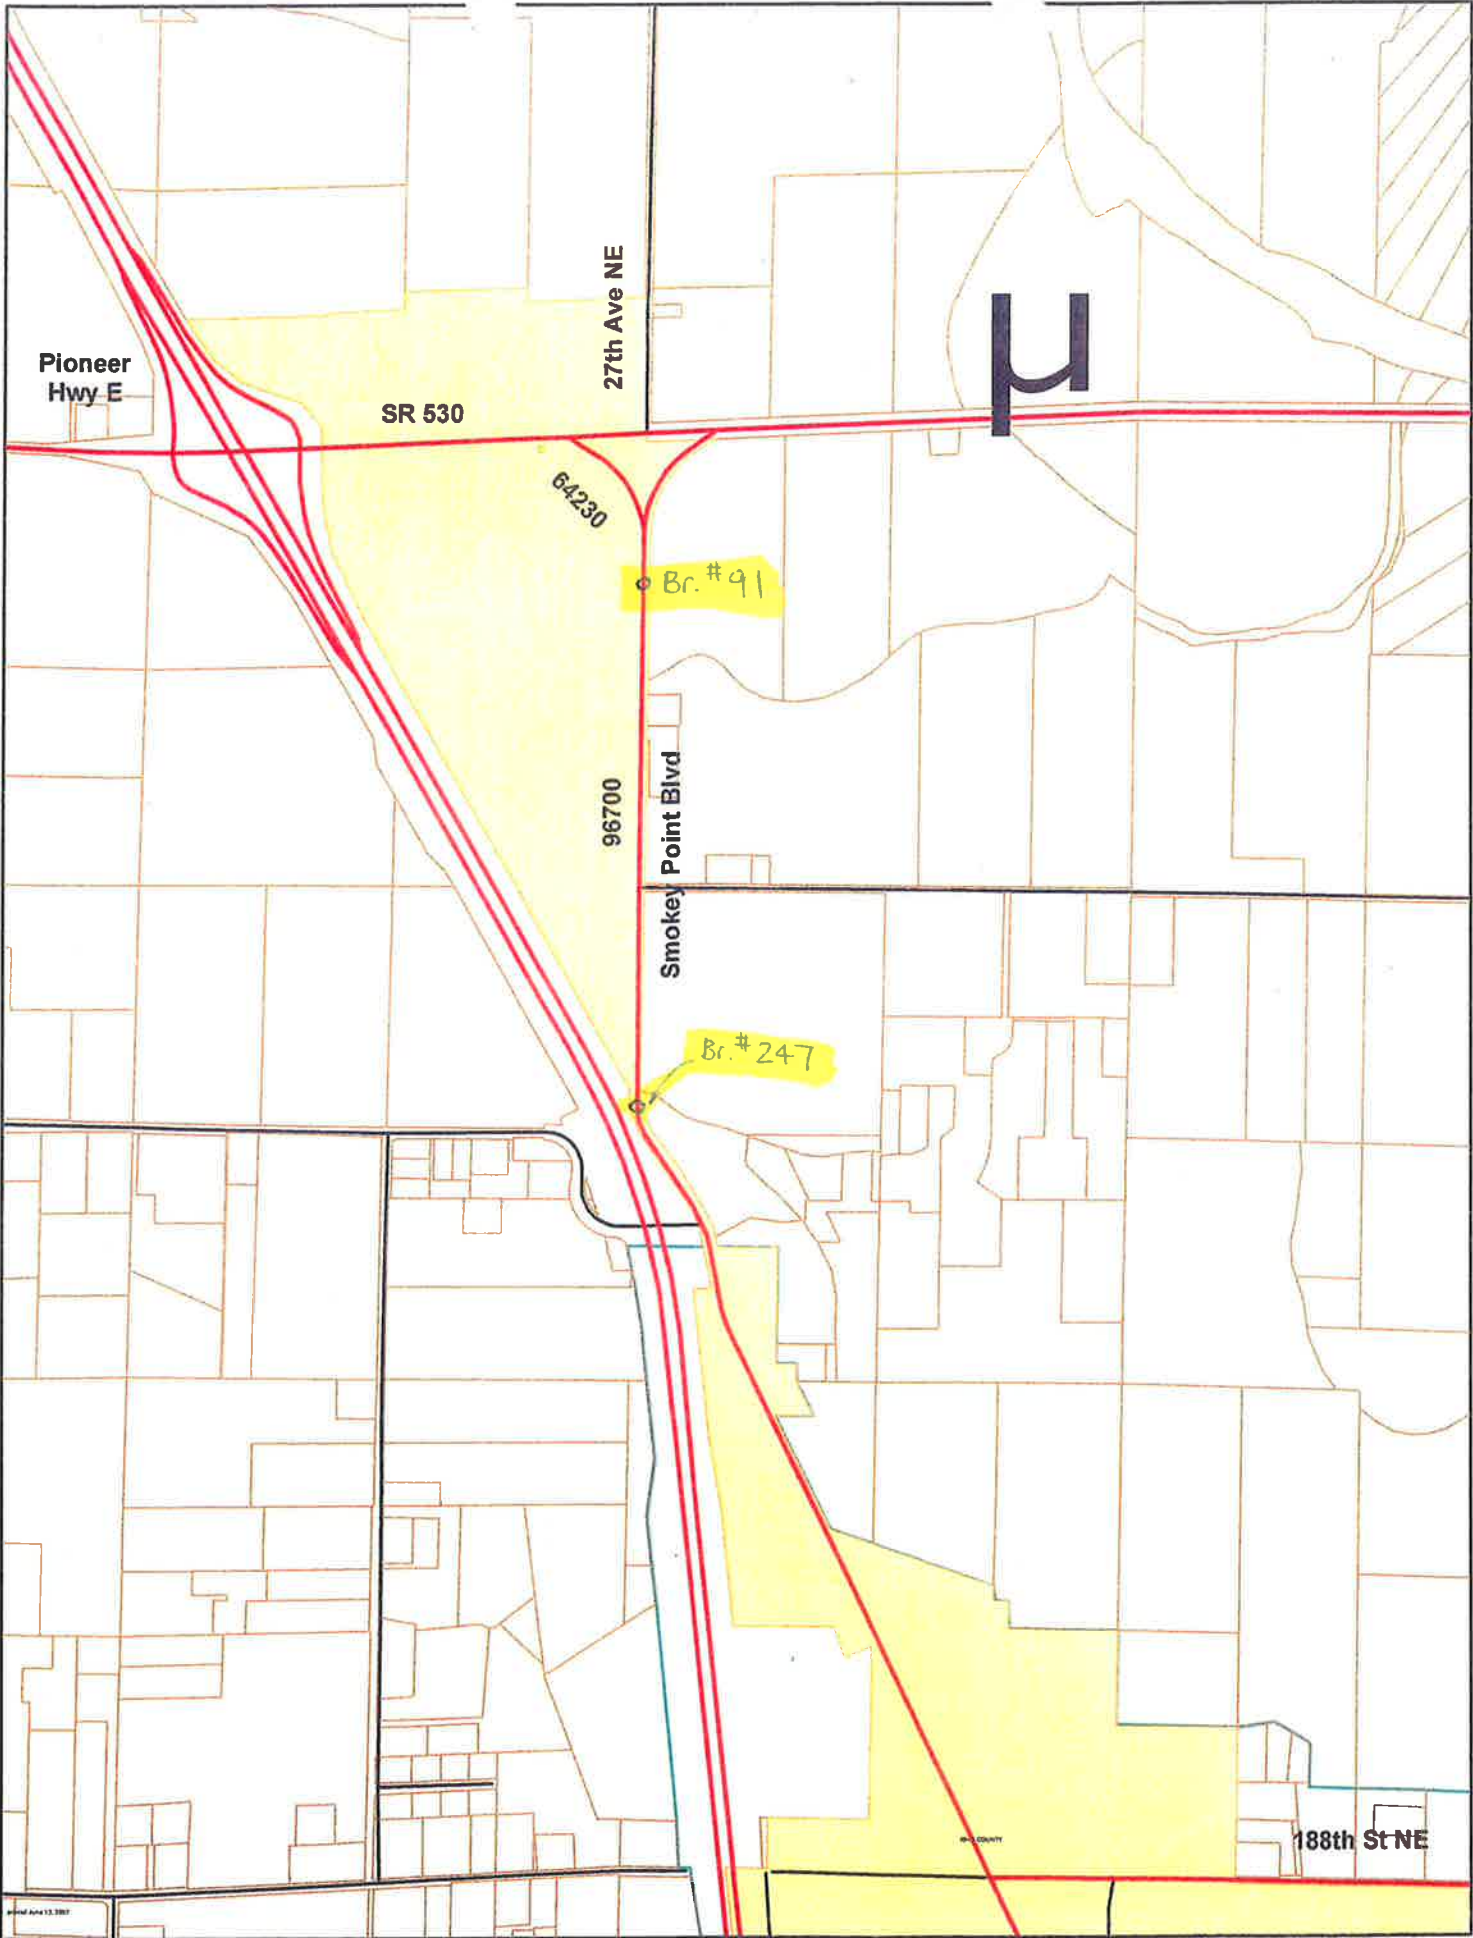 27th Ave NE
µ
Pioneer
Hwy E
SR 530
64230
Br. #91
96700
Smokey Point Blvd
Br. #247
188th St NE